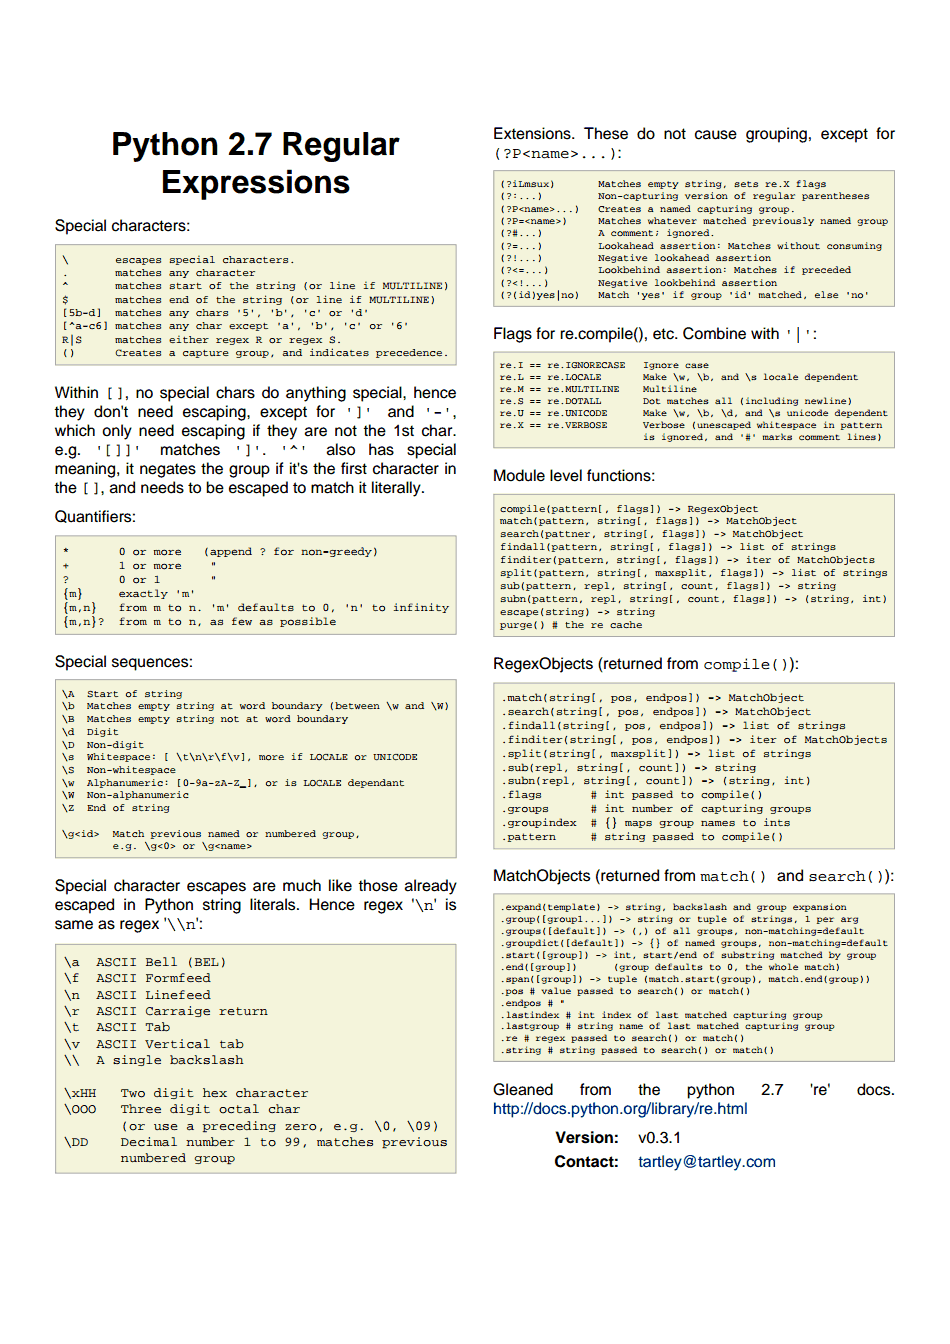 Python 2.7 Regular
Expressions
Special characters:
\ escapes special characters.
. matches any character
^ matches start of the string (or line if MULTILINE)
$ matches end of the string (or line if MULTILINE)
[5b-d] matches any chars '5', 'b', 'c' or 'd'
[^a-c6] matches any char except 'a', 'b', 'c' or '6'
R|S matches either regex R or regex S.
() Creates a capture group, and indicates precedence.
Within [], no special chars do anything special, hence
they don't need escaping, except for ']' and '-',
which only need escaping if they are not the 1st char.
e.g. '[]]' matches ']'. '^' also has special
meaning, it negates the group if it's the first character in
the [], and needs to be escaped to match it literally.
Quantifiers:
* 0 or more (append ? for non-greedy)
+ 1 or more "
? 0 or 1 "
{m} exactly 'm'
{m,n} from m to n. 'm' defaults to 0, 'n' to infinity
{m,n}? from m to n, as few as possible
Special sequences:
\A Start of string
\b Matches empty string at word boundary (between \w and \W)
\B Matches empty string not at word boundary
\d Digit
\D Non-digit
\s Whitespace: [ \t\n\r\f\v], more if LOCALE or UNICODE
\S Non-whitespace
\w Alphanumeric: [0-9a-zA-Z_], or is LOCALE dependant
\W Non-alphanumeric
\Z End of string
\g<id> Match previous named or numbered group,
e.g. \g<0> or \g<name>
Special character escapes are much like those already
escaped in Python string literals. Hence regex '\n' is
same as regex '\\n':
\a ASCII Bell (BEL)
\f ASCII Formfeed
\n ASCII Linefeed
\r ASCII Carraige return
\t ASCII Tab
\v ASCII Vertical tab
\\ A single backslash
\xHH Two digit hex character
\OOO Three digit octal char
(or use a preceding zero, e.g. \0, \09)
\DD Decimal number 1 to 99, matches previous
numbered group
Extensions. These do not cause grouping, except for
(?P<name>...):
(?iLmsux) Matches empty string, sets re.X flags
(?:...) Non-capturing version of regular parentheses
(?P<name>...) Creates a named capturing group.
(?P=<name>) Matches whatever matched previously named group
(?#...) A comment; ignored.
(?=...) Lookahead assertion: Matches without consuming
(?!...) Negative lookahead assertion
(?<=...) Lookbehind assertion: Matches if preceded
(?<!...) Negative lookbehind assertion
(?(id)yes|no) Match 'yes' if group 'id' matched, else 'no'
Flags for re.compile(), etc. Combine with '|':
re.I == re.IGNORECASE Ignore case
re.L == re.LOCALE Make \w, \b, and \s locale dependent
re.M == re.MULTILINE Multiline
re.S == re.DOTALL Dot matches all (including newline)
re.U == re.UNICODE Make \w, \b, \d, and \s unicode dependent
re.X == re.VERBOSE Verbose (unescaped whitespace in pattern
is ignored, and '#' marks comment lines)
Module level functions:
compile(pattern[, flags]) -> RegexObject
match(pattern, string[, flags]) -> MatchObject
search(pattner, string[, flags]) -> MatchObject
findall(pattern, string[, flags]) -> list of strings
finditer(pattern, string[, flags]) -> iter of MatchObjects
split(pattern, string[, maxsplit, flags]) -> list of strings
sub(pattern, repl, string[, count, flags]) -> string
subn(pattern, repl, string[, count, flags]) -> (string, int)
escape(string) -> string
purge() # the re cache
RegexObjects (returned from compile()):
.match(string[, pos, endpos]) -> MatchObject
.search(string[, pos, endpos]) -> MatchObject
.findall(string[, pos, endpos]) -> list of strings
.finditer(string[, pos, endpos]) -> iter of MatchObjects
.split(string[, maxsplit]) -> list of strings
.sub(repl, string[, count]) -> string
.subn(repl, string[, count]) -> (string, int)
.flags # int passed to compile()
.groups # int number of capturing groups
.groupindex # {} maps group names to ints
.pattern # string passed to compile()
MatchObjects (returned from match() and search()):
.expand(template) -> string, backslash and group expansion
.group([group1...]) -> string or tuple of strings, 1 per arg
.groups([default]) -> (,) of all groups, non-matching=default
.groupdict([default]) -> {} of named groups, non-matching=default
.start([group]) -> int, start/end of substring matched by group
.end([group]) (group defaults to 0, the whole match)
.span([group]) -> tuple (match.start(group), match.end(group))
.pos # value passed to search() or match()
.endpos # "
.lastindex # int index of last matched capturing group
.lastgroup # string name of last matched capturing group
.re # regex passed to search() or match()
.string # string passed to search() or match()
Gleaned from the python 2.7 're' docs.
http://docs.python.org/library/re.html
Version: v0.3.1
Contact: tartley@tartley.com